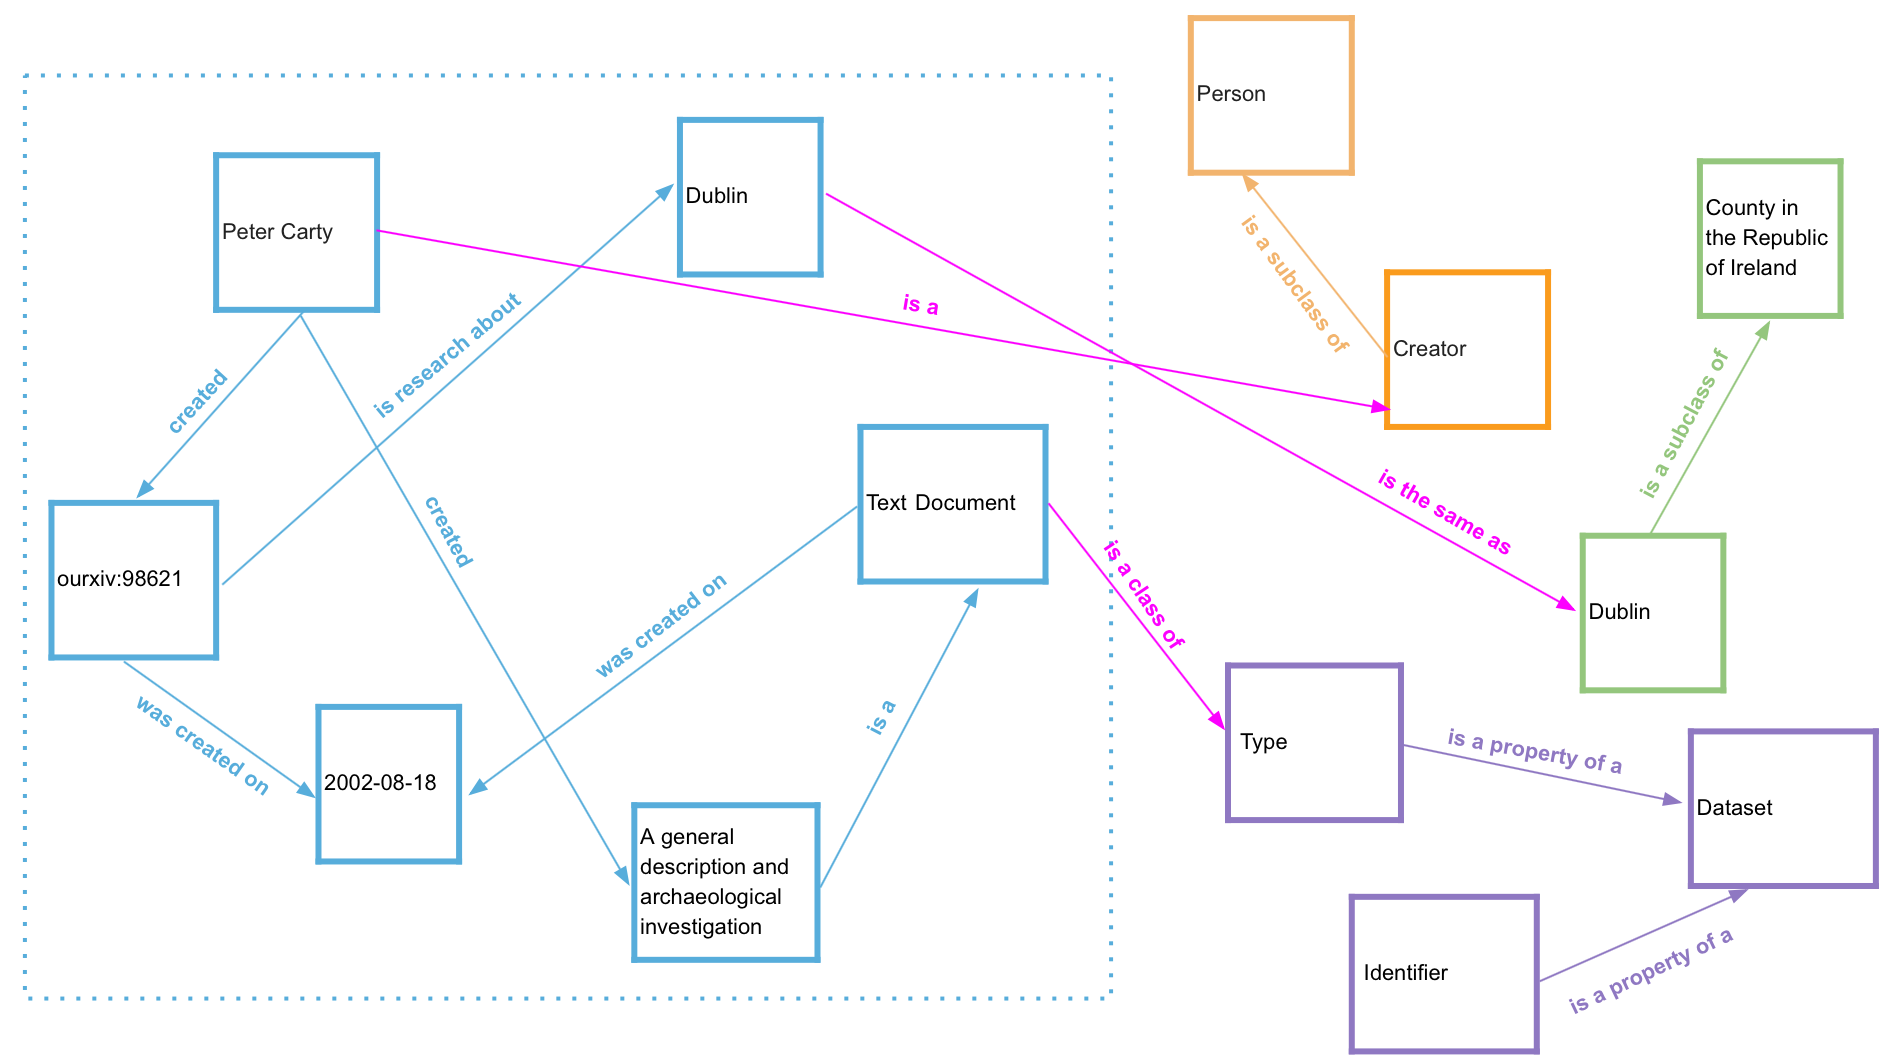 Person
Dublin
Peter Carty
County in
the Republic
of Ireland
is a subclass of
is a
Creator
is research about
created
is a subclass of
Text Document
created
is the same as
ourxiv:98621
is a class of
was created on
Dublin
was created on
is a
Type
is a property of a
2002-08-18
Dataset
A general
description and
archaeological
investigation
Identifier
is a property of a